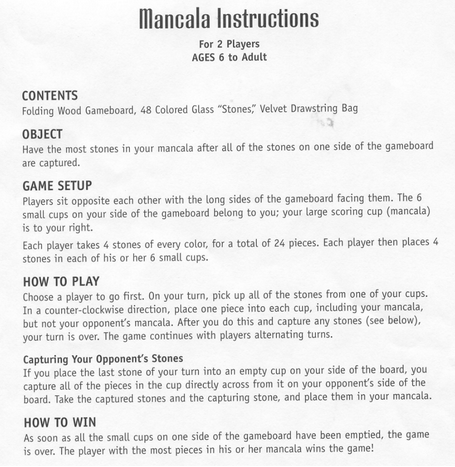 Mancala Instructions
For 2 Players
AGES 6 to Adult
CONTENTS
Folding Wood Gameboard, 48 Colored Glass “Stones,” Velvet Drawstring Bag
OBJECT
Have the most stones in your mancala after all of the stones on one side of the gameboard
are captured.
GAME SETUP
Players sit opposite each other with the long sides of the gameboard facing them. The 6
small cups on your side of the gameboard belong to you; your large scoring cup (mancala)
is to your right.
Each player takes 4 stones of every color, for a total of 24 pieces. Each player then places 4
stones in each of his or her 6 small cups.
HOW TO PLAY
Choose a player to go first. On your turn, pick up all of the stones from one of your cups.
In a counter-clockwise direction, place one piece into each cup, including your mancala,
but not your opponent’s mancala. After you do this and capture any stones (see below),
your turn is over. The game continues with players alternating turns.
Capturing Your Opponent’s Stones
If you place the last stone of your turn into an empty cup on your side of the board, you
capture all of the pieces in the cup directly across from it on your opponent’s side of the
board. Take the captured stones and the capturing stone, and place them in your mancala.
HOW TO WIN
As soon as all the small cups on one side of the gameboard have been emptied, the game
is over. The player with the most pieces in his or her mancala wins the game!